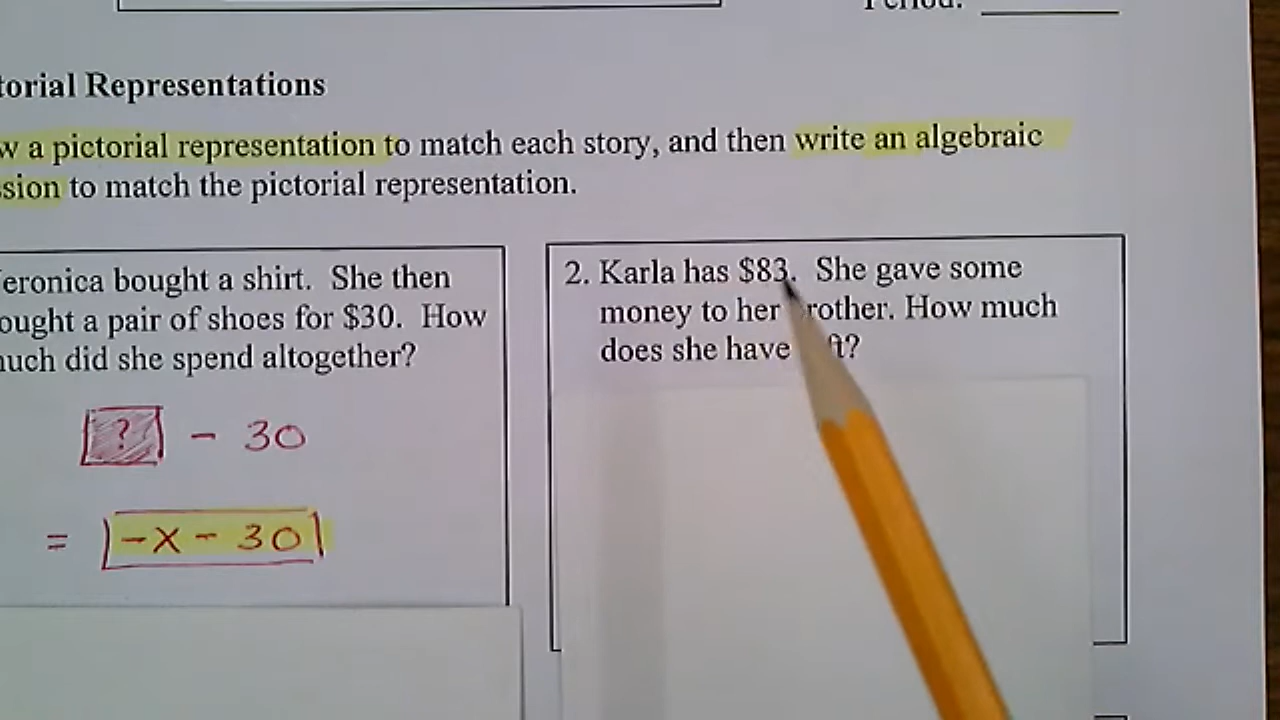 Period:
torial Representations
w a pictorial representation to match each story, and then write an algebraic
ssion to match the pictorial representation.
eronica bought a shirt. She then
ought a pair of shoes for $30. How
uch did she spend altogether?
? - 30
= -x - 30
2. Karla has $83. She gave some
money to her rother. How much
does she have ft?